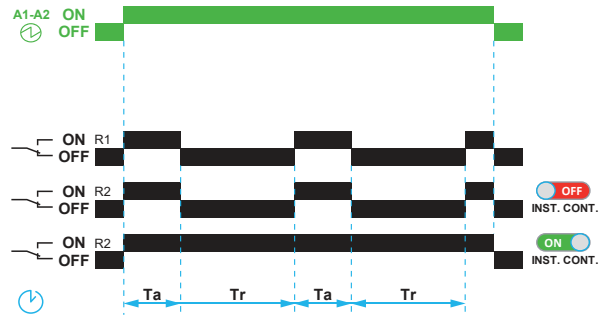 A1-A2 ON
OFF
ON R1
OFF
ON R2
OFF
OFF
INST. CONT.
ON R2
OFF
ON
INST. CONT.
Ta Tr Ta Tr